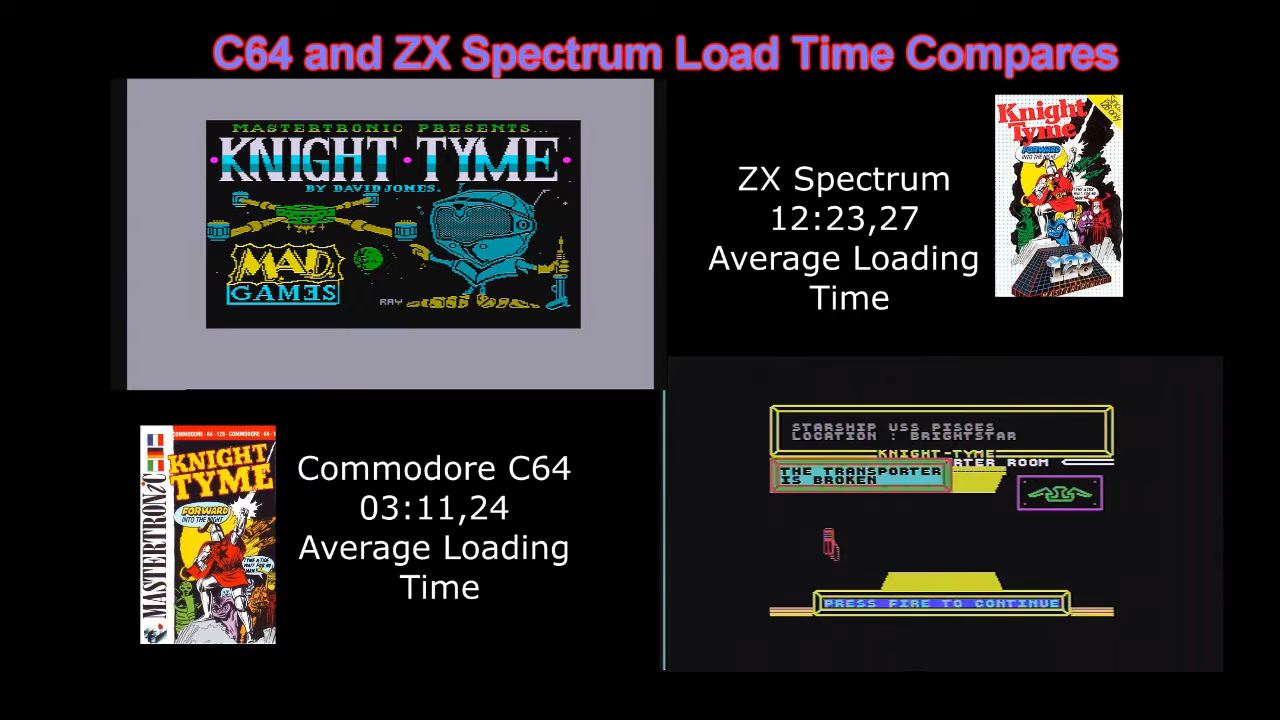 C64 and ZX Spectrum Load Time Compares
MASTERTRONIC PRESENTS...
KNIGHT · TYME
BY DAVID JONES.
MAD
GAMES
RAY
ZX Spectrum
12:23,27
Average Loading
Time
Knight
Tyme
FORWARD
INTO THE NIGHT
128
MASTERTRONIC
COMMODORE - 64 - 128 - COMMODORE - 64 - 1
KNIGHT
TYME
FORWARD
INTO THE NIGHT
Commodore C64
03:11,24
Average Loading
Time
STARSHIP USS PISCES
LOCATION : BRIGHTSTAR
KNIGHT-TYME
RTER ROOM
THE TRANSPORTER
IS BROKEN
PRESS FIRE TO CONTINUE